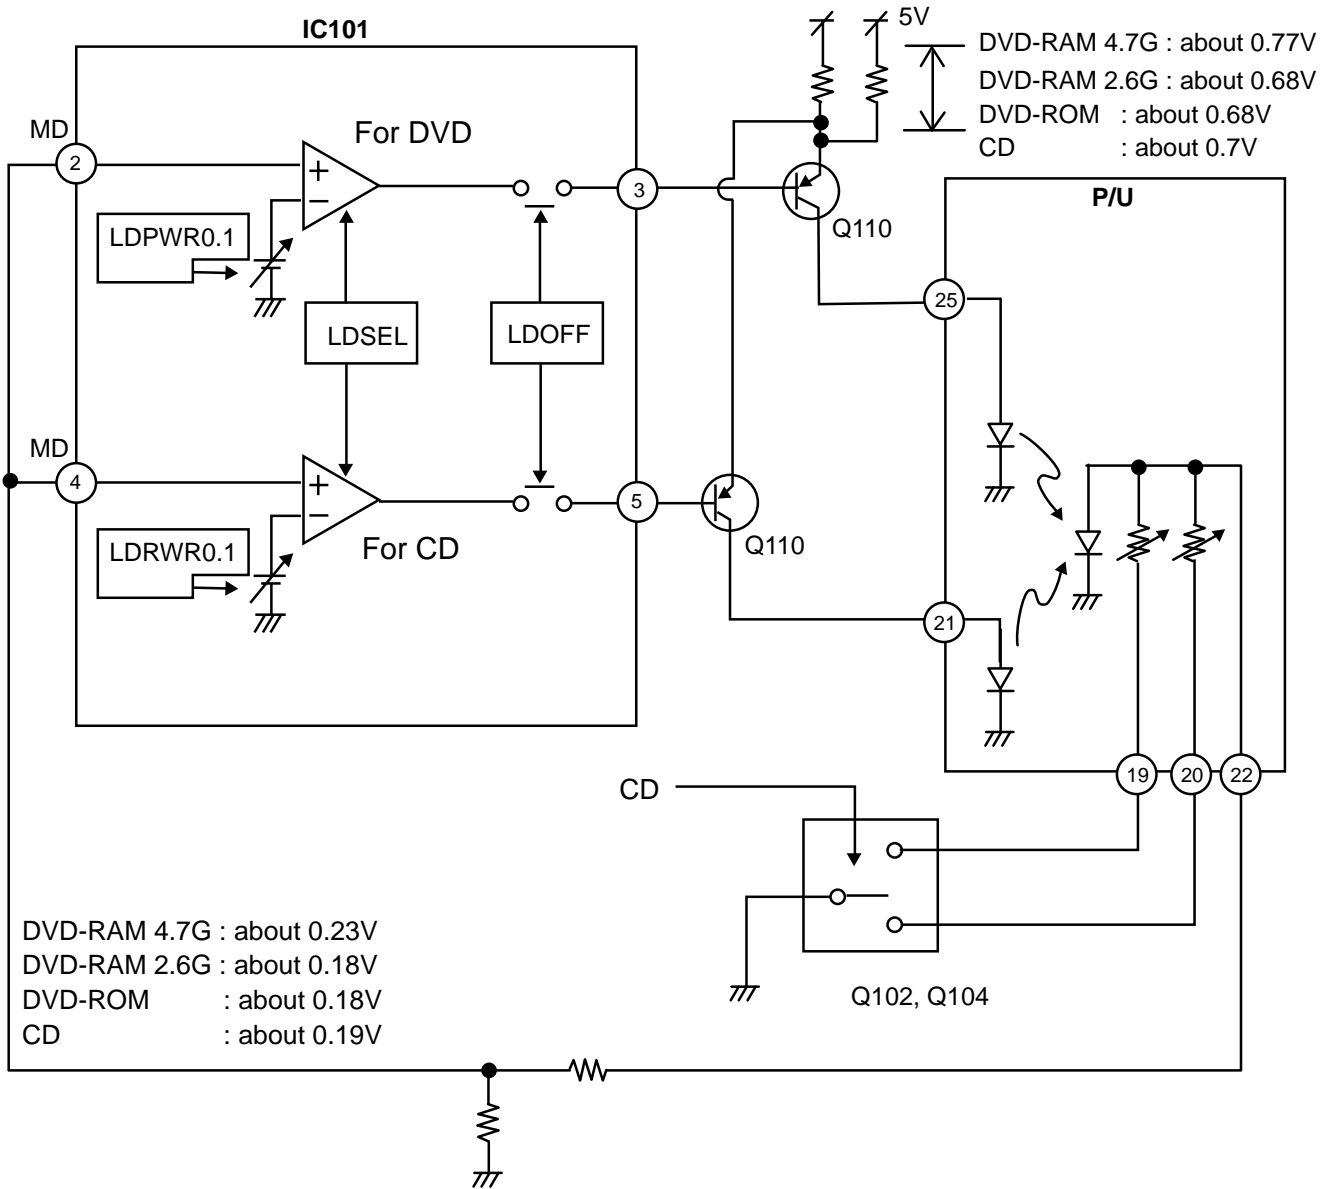 IC101
5V
DVD-RAM 4.7G : about 0.77V
DVD-RAM 2.6G : about 0.68V
DVD-ROM : about 0.68V
CD : about 0.7V
MD
2
For DVD
3
P/U
LDPWR0.1
Q110
25
LDSEL
LDOFF
MD
4
5
For CD
Q110
LDRWR0.1
21
19
20
22
CD
DVD-RAM 4.7G : about 0.23V
DVD-RAM 2.6G : about 0.18V
DVD-ROM : about 0.18V
CD : about 0.19V
Q102, Q104